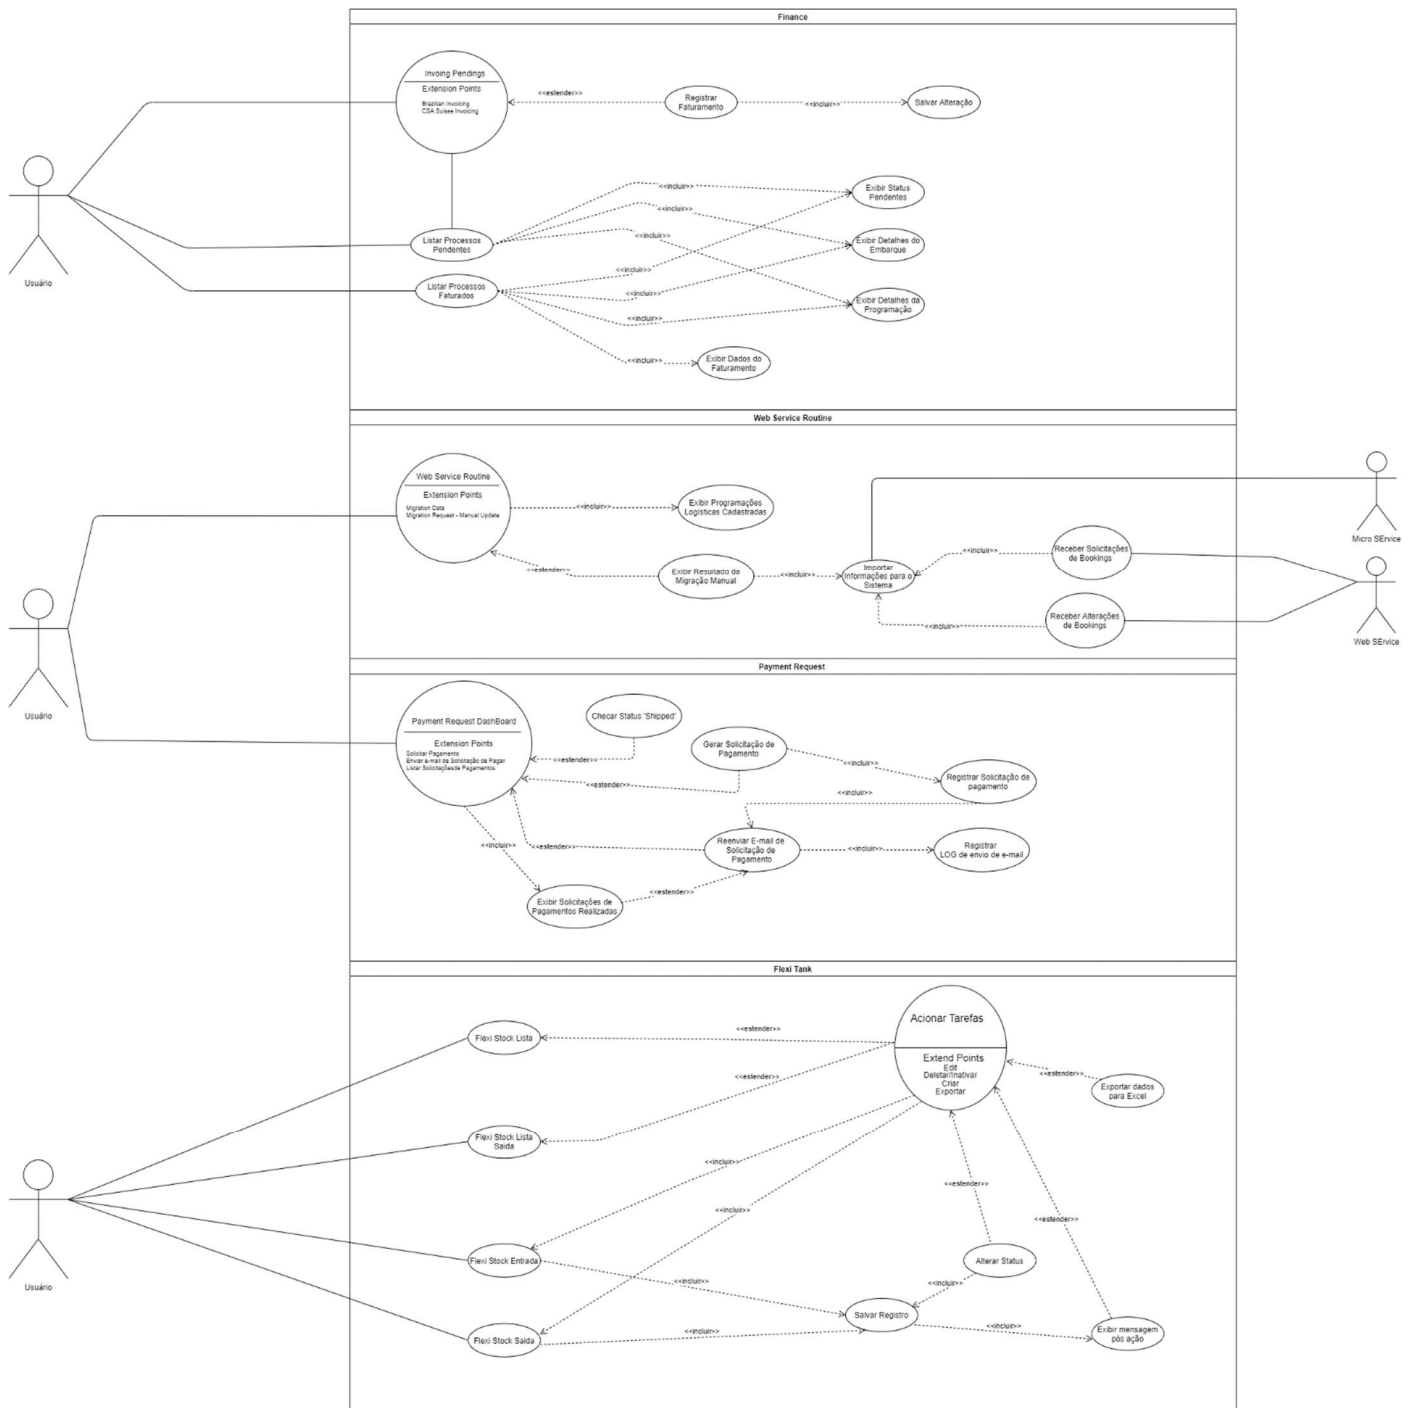 Finance
Invoing Pendings
Extension Points
Brazilian Invoicing
CSA Suisse Invoicing
<<estender>>
Registrar
Faturamento
<<incluir>>
Salvar Alteração
Usuário
Listar Processos
Pendentes
Listar Processos
Faturados
<<incluir>>
<<incluir>>
<<incluir>>
<<incluir>>
<<incluir>>
<<incluir>>
<<incluir>>
Exibir Status
Pendentes
Exibir Detalhes do
Embarque
Exibir Detalhes da
Programação
Exibir Dados do
Faturamento
Web Service Routine
Web Service Routine
Extension Points
Migration Data
Migration Request - Manual Update
<<incluir>>
Exibir Programações
Logísticas Cadastradas
<<estender>>
Exibir Resultado da
Migração Manual
<<incluir>>
Importar
Informações para o
Sistema
<<incluir>>
Receber Solicitações
de Bookings
<<incluir>>
Receber Alterações
de Bookings
Micro SErvice
Web SErvice
Usuário
Payment Request
Payment Request DashBoard
Extension Points
Solicitar Pagamento
Enviar e-mail de Solicitação de Pagar
Listar Solicitaçõesde Pagamentos
Checar Status 'Shipped'
<<estender>>
Gerar Solicitação de
Pagamento
<<estender>>
<<incluir>>
Registrar Solicitação de
pagamento
<<incluir>>
<<incluir>>
<<estender>>
Reenviar E-mail de
Solicitação de
Pagamento
<<incluir>>
Registrar
LOG de envio de e-mail
<<estender>>
Exibir Solicitações de
Pagamentos Realizadas
Flexi Tank
Acionar Tarefas
Extend Points
Edit
Deletar/Inativar
Criar
Exportar
Flexi Stock Lista
<<estender>>
<<estender>>
<<estender>>
Exportar dados
para Excel
Flexi Stock Lista
Saida
<<incluir>>
<<incluir>>
<<estender>>
<<estender>>
Usuário
Flexi Stock Entrada
<<incluir>>
Alterar Status
<<incluir>>
Salvar Registro
<<incluir>>
Flexi Stock Saida
<<incluir>>
Exibir mensagem
pós ação